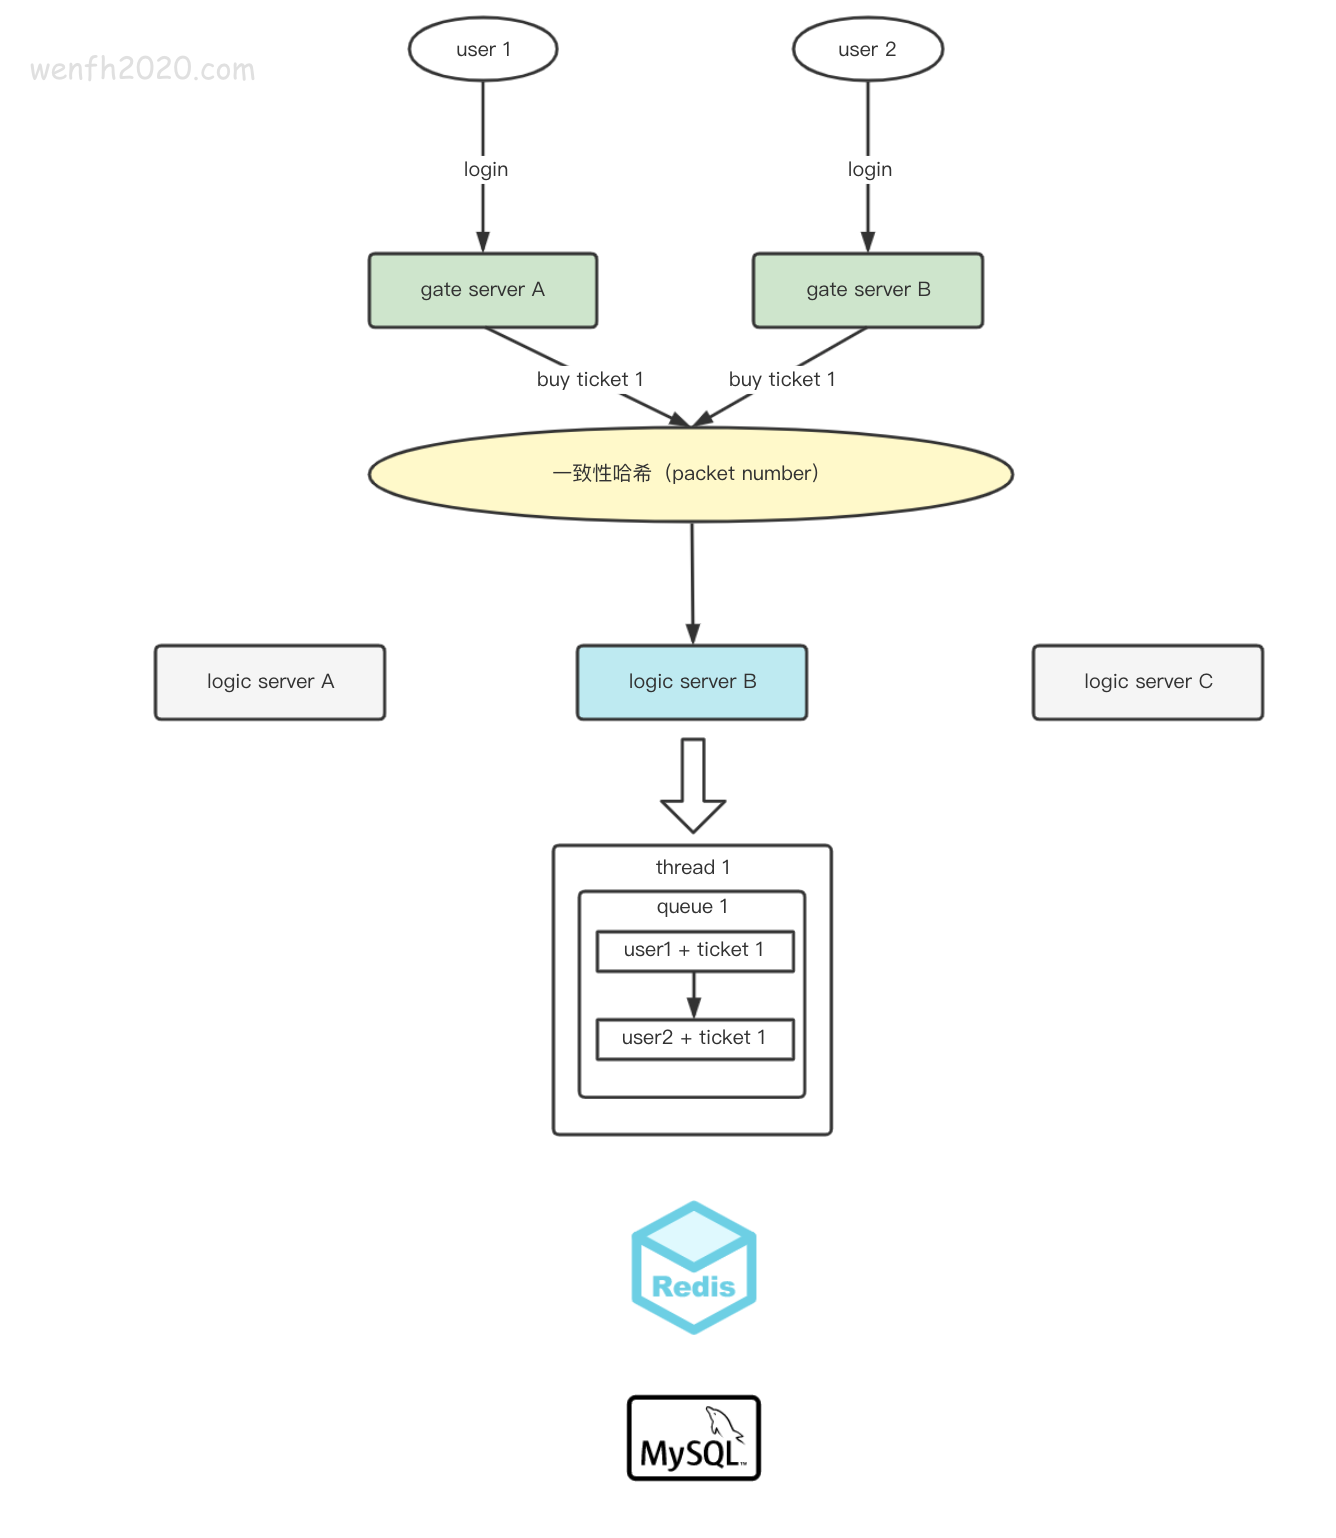 wenfh2020.com
user 1
user 2
login
login
gate server A
gate server B
buy ticket 1
buy ticket 1
一致性哈希（packet number）
logic server A
logic server B
logic server C
thread 1
queue 1
user1 + ticket 1
user2 + ticket 1
Redis
MySQL™